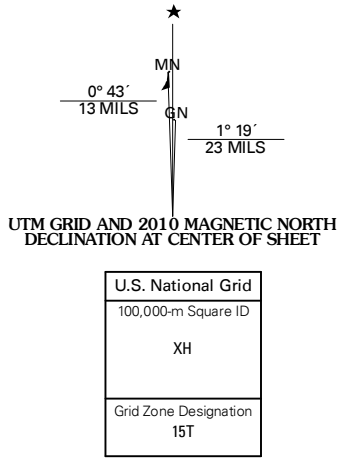 ★
MN
0° 43´
13 MILS
GN
1° 19´
23 MILS
UTM GRID AND 2010 MAGNETIC NORTH
DECLINATION AT CENTER OF SHEET
U.S. National Grid
100,000-m Square ID
XH
Grid Zone Designation
15T